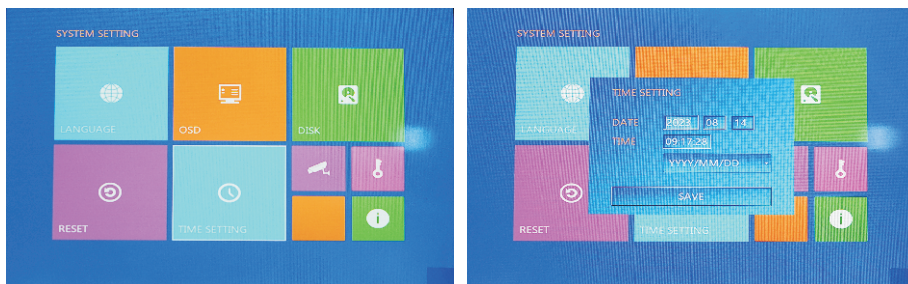 SYSTEM SETTING
LANGUAGE
OSD
DISK
RESET
TIME SETTING
SYSTEM SETTING
TIME SETTING
DATE 2023 08 14
TIME 09:17:28
YYYY/MM/DD
SAVE
LANGUAGE
RESET
TIME SETTING